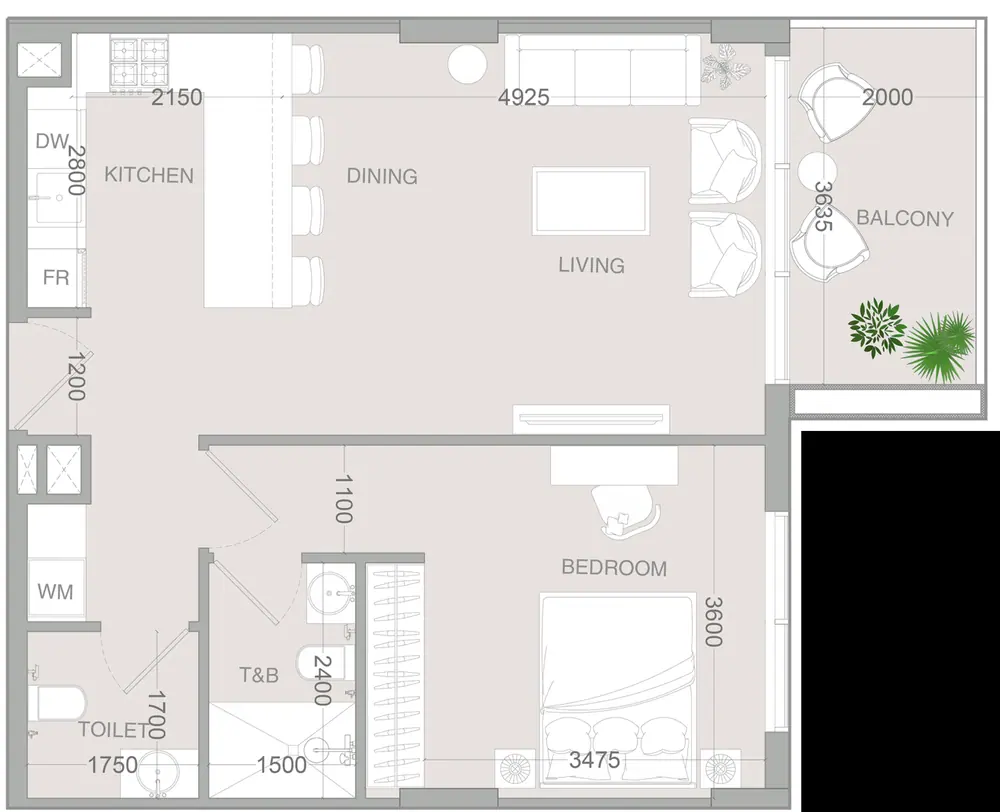 2150
4925
2000
DW
2800
KITCHEN
DINING
3635
BALCONY
LIVING
FR
1200
1100
BEDROOM
WM
3600
T&B
2400
TOILET
1700
1750
1500
3475